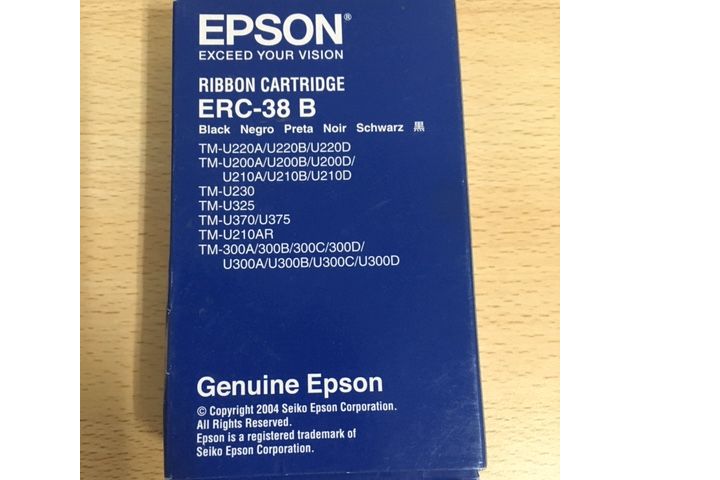 EPSON®
EXCEED YOUR VISION
RIBBON CARTRIDGE
ERC-38 B
Black Negro Preta Noir Schwarz 黒
TM-U220A/U220B/U220D
TM-U200A/U200B/U200D/
U210A/U210B/U210D
TM-U230
TM-U325
TM-U370/U375
TM-U210AR
TM-300A/300B/300C/300D/
U300A/U300B/U300C/U300D
Genuine Epson
© Copyright 2004 Seiko Epson Corporation.
All Rights Reserved.
Epson is a registered trademark of
Seiko Epson Corporation.